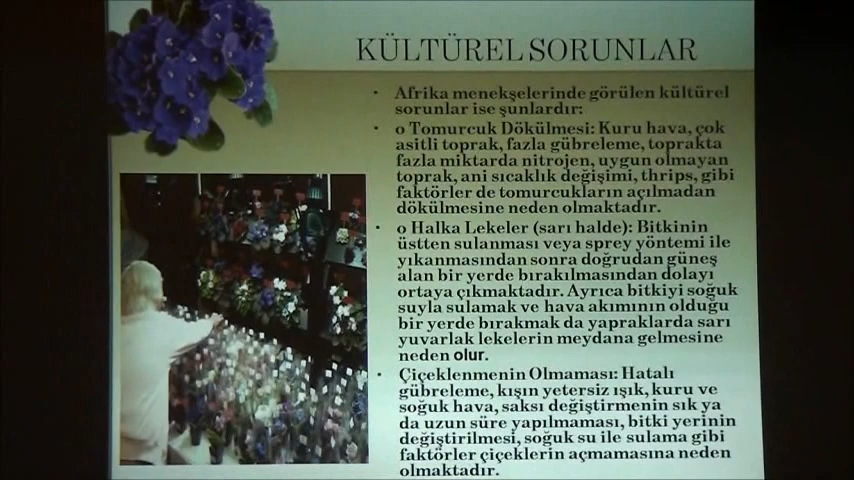 KÜLTÜREL SORUNLAR
• Afrika menekşelerinde görülen kültürel
sorunlar ise şunlardır:
• o Tomurcuk Dökülmesi: Kuru hava, çok
asitli toprak, fazla gübreleme, toprakta
fazla miktarda nitrojen, uygun olmayan
toprak, ani sıcaklık değişimi, thrips, gibi
faktörler de tomurcukların açılmadan
dökülmesine neden olmaktadır.
• o Halka Lekeler (sarı halde): Bitkinin
üstten sulanması veya sprey yöntemi ile
yıkanmasından sonra doğrudan güneş
alan bir yerde bırakılmasından dolayı
ortaya çıkmaktadır. Ayrıca bitkiyi soğuk
suyla sulamak ve hava akımının olduğu
bir yerde bırakmak da yapraklarda sarı
yuvarlak lekelerin meydana gelmesine
neden olur.
• Çiçeklenmenin Olmaması: Hatalı
gübreleme, kışın yetersiz ışık, kuru ve
soğuk hava, saksı değiştirmenin sık ya
da uzun süre yapılmaması, bitki yerinin
değiştirilmesi, soğuk su ile sulama gibi
faktörler çiçeklerin açmamasına neden
olmaktadır.